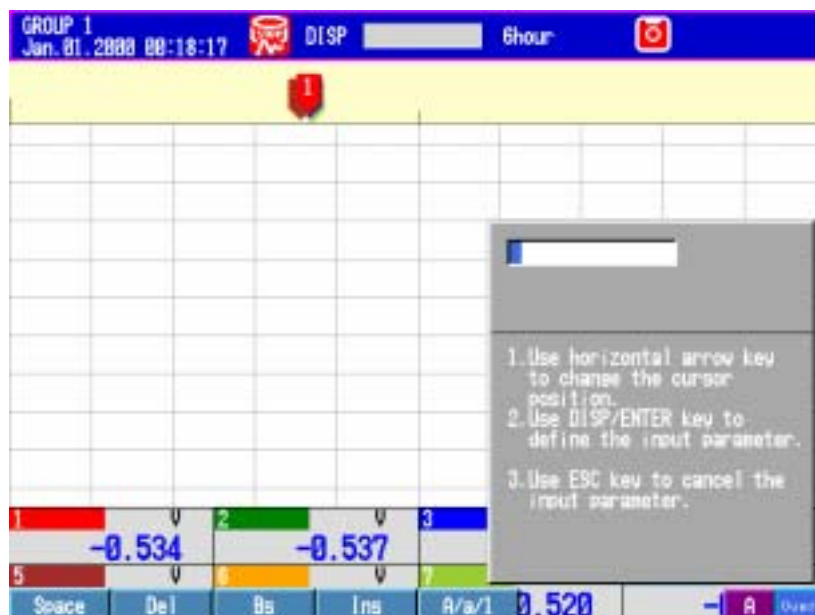 GROUP 1
Jan.01.2000 00:18:17
DISP
6hour
1
1.Use horizontal arrow key
to change the cursor
position.
2.Use DISP/ENTER key to
define the input parameter.
3.Use ESC key to cancel the
input parameter.
1 V 2 V 3
-0.534 -0.537
5 V 6 V 7
0.520 -
Space Del Bs Ins A/a/1 A